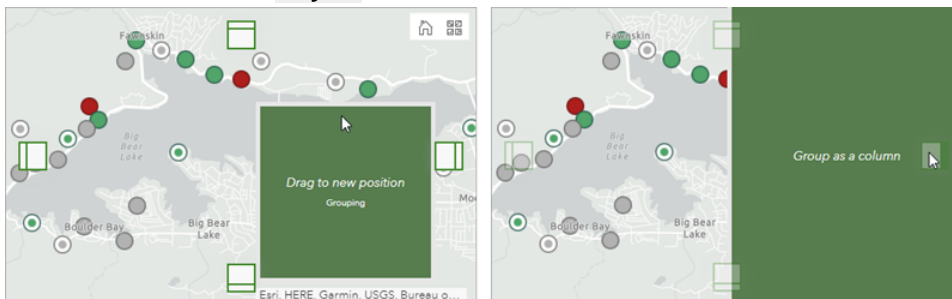 Fawnskin
Big
Bear
Lake
Drag to new position
Grouping
Boulder Bay
Big Bear
Lake
Esri, HERE, Garmin, USGS, Bureau o...
Fawnskin
Big
Bear
Lake
Group as a column
Boulder Bay
Big Bear
Lake